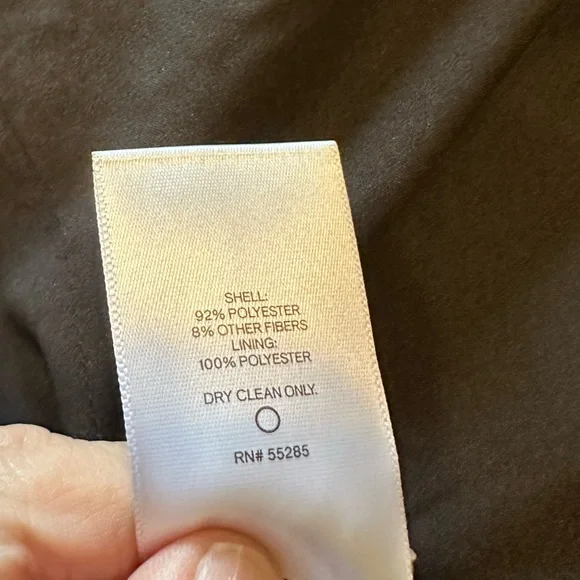 SHELL:
92% POLYESTER
8% OTHER FIBERS
LINING:
100% POLYESTER
DRY CLEAN ONLY.
RN# 55285